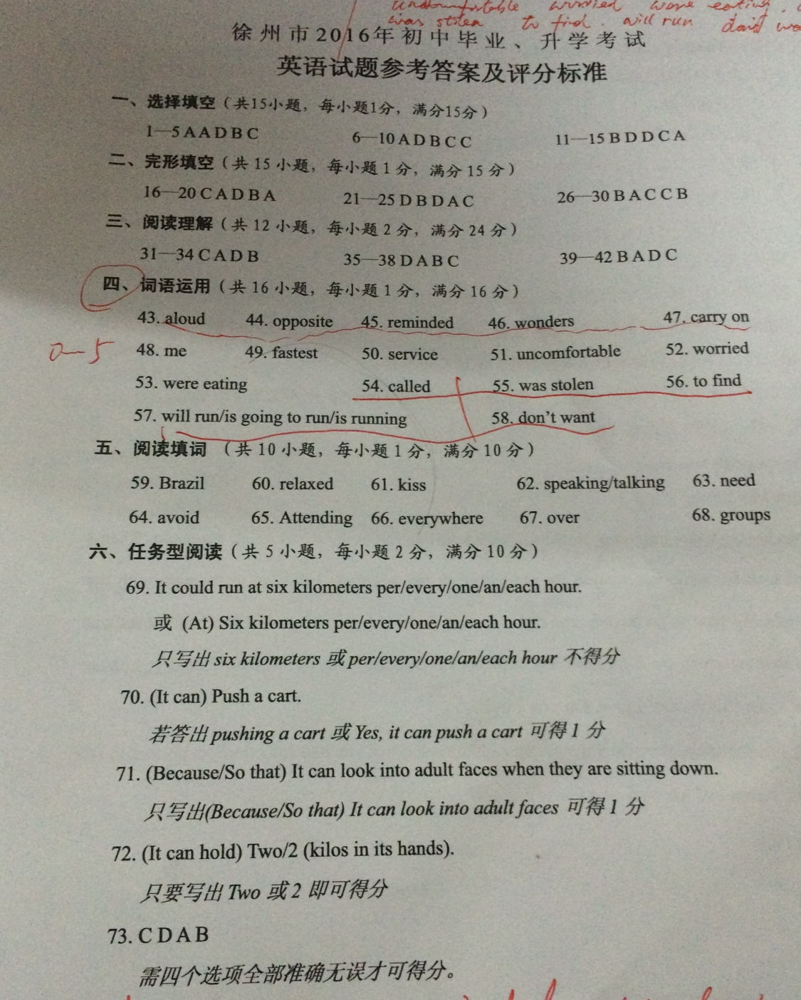 uncomfortable worried were eating.
was stolen to find. will run don't
徐州市2016年初中毕业、升学考试
英语试题参考答案及评分标准
一、选择填空（共15小题，每小题1分，满分15分）
1—5 A A D B C 6—10 A D B C C 11—15 B D D C A
二、完形填空（共 15 小题，每小题 1 分，满分 15 分）
16—20 C A D B A 21—25 D B D A C 26—30 B A C C B
三、阅读理解（共 12 小题，每小题 2 分，满分 24 分）
31—34 C A D B 35—38 D A B C 39—42 B A D C
四、词语运用（共 16 小题，每小题 1 分，满分 16 分）
43. aloud 44. opposite 45. reminded 46. wonders 47. carry on
0—5 48. me 49. fastest 50. service 51. uncomfortable 52. worried
53. were eating 54. called 55. was stolen 56. to find
57. will run/is going to run/is running 58. don't want
五、阅读填词 （共 10 小题，每小题 1 分，满分 10 分）
59. Brazil 60. relaxed 61. kiss 62. speaking/talking 63. need
64. avoid 65. Attending 66. everywhere 67. over 68. groups
六、任务型阅读（共 5 小题，每小题 2 分，满分 10 分）
69. It could run at six kilometers per/every/one/an/each hour.
或 (At) Six kilometers per/every/one/an/each hour.
只写出 six kilometers 或 per/every/one/an/each hour 不得分
70. (It can) Push a cart.
若答出 pushing a cart 或 Yes, it can push a cart 可得 1 分
71. (Because/So that) It can look into adult faces when they are sitting down.
只写出(Because/So that) It can look into adult faces 可得 1 分
72. (It can hold) Two/2 (kilos in its hands).
只要写出 Two 或 2 即可得分
73. C D A B
需四个选项全部准确无误才可得分。